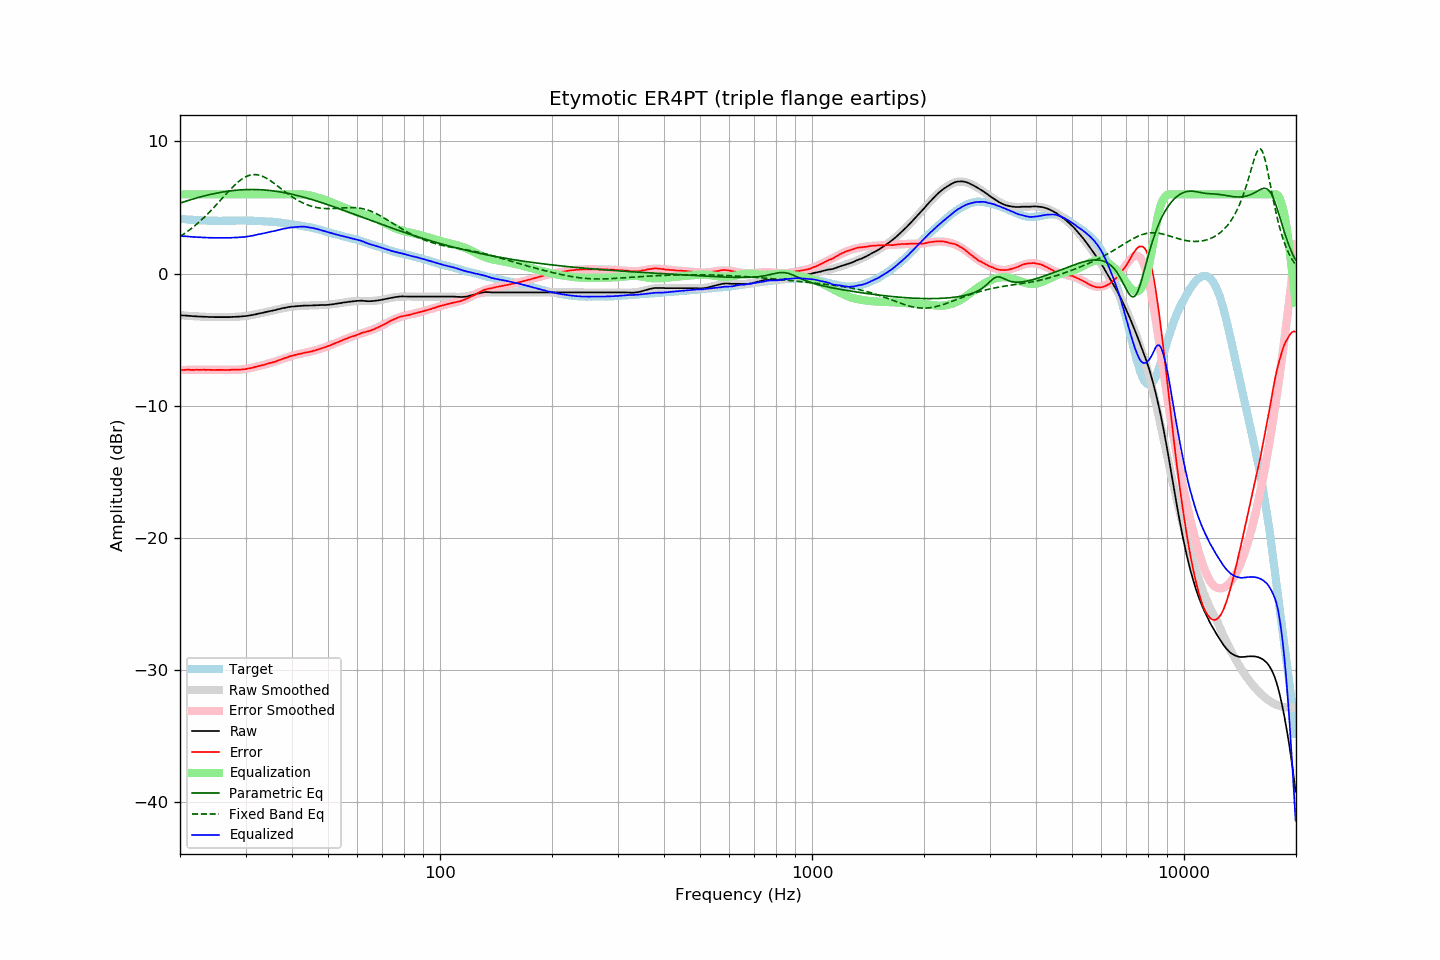 Etymotic ER4PT (triple flange eartips)
10
0
−10
−20
−30
−40
Amplitude (dBr)
Target
Raw Smoothed
Error Smoothed
Raw
Error
Equalization
Parametric Eq
Fixed Band Eq
Equalized
100
1000
10000
Frequency (Hz)